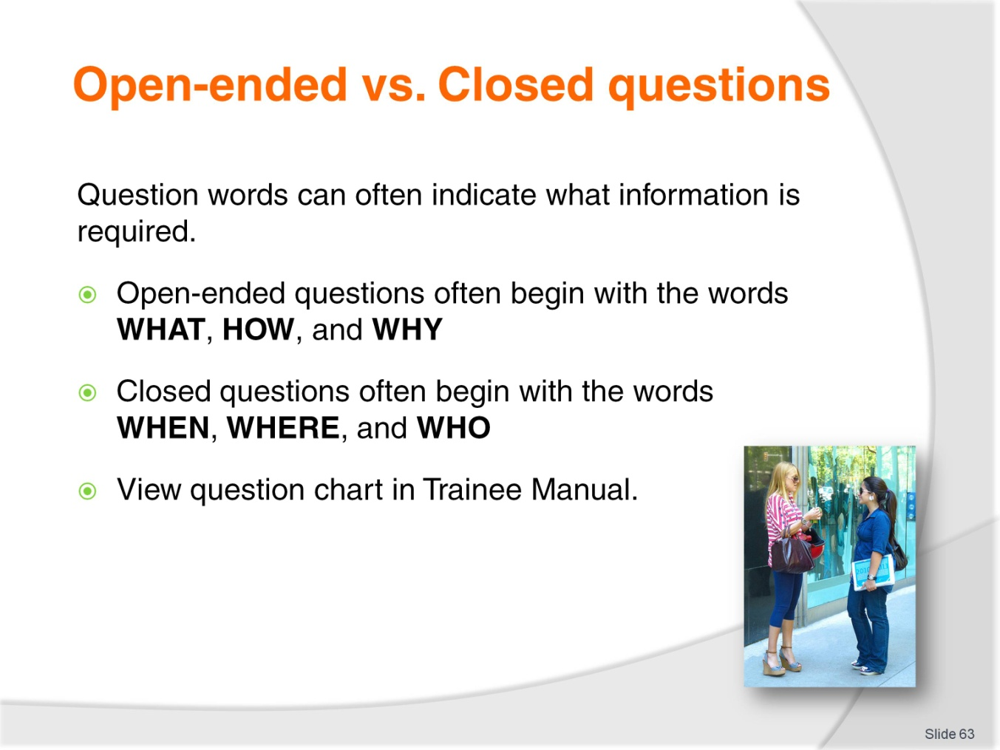 Open-ended vs. Closed questions
Question words can often indicate what information is
required.
Open-ended questions often begin with the words
WHAT, HOW, and WHY
Closed questions often begin with the words
WHEN, WHERE, and WHO
View question chart in Trainee Manual.
Slide 63